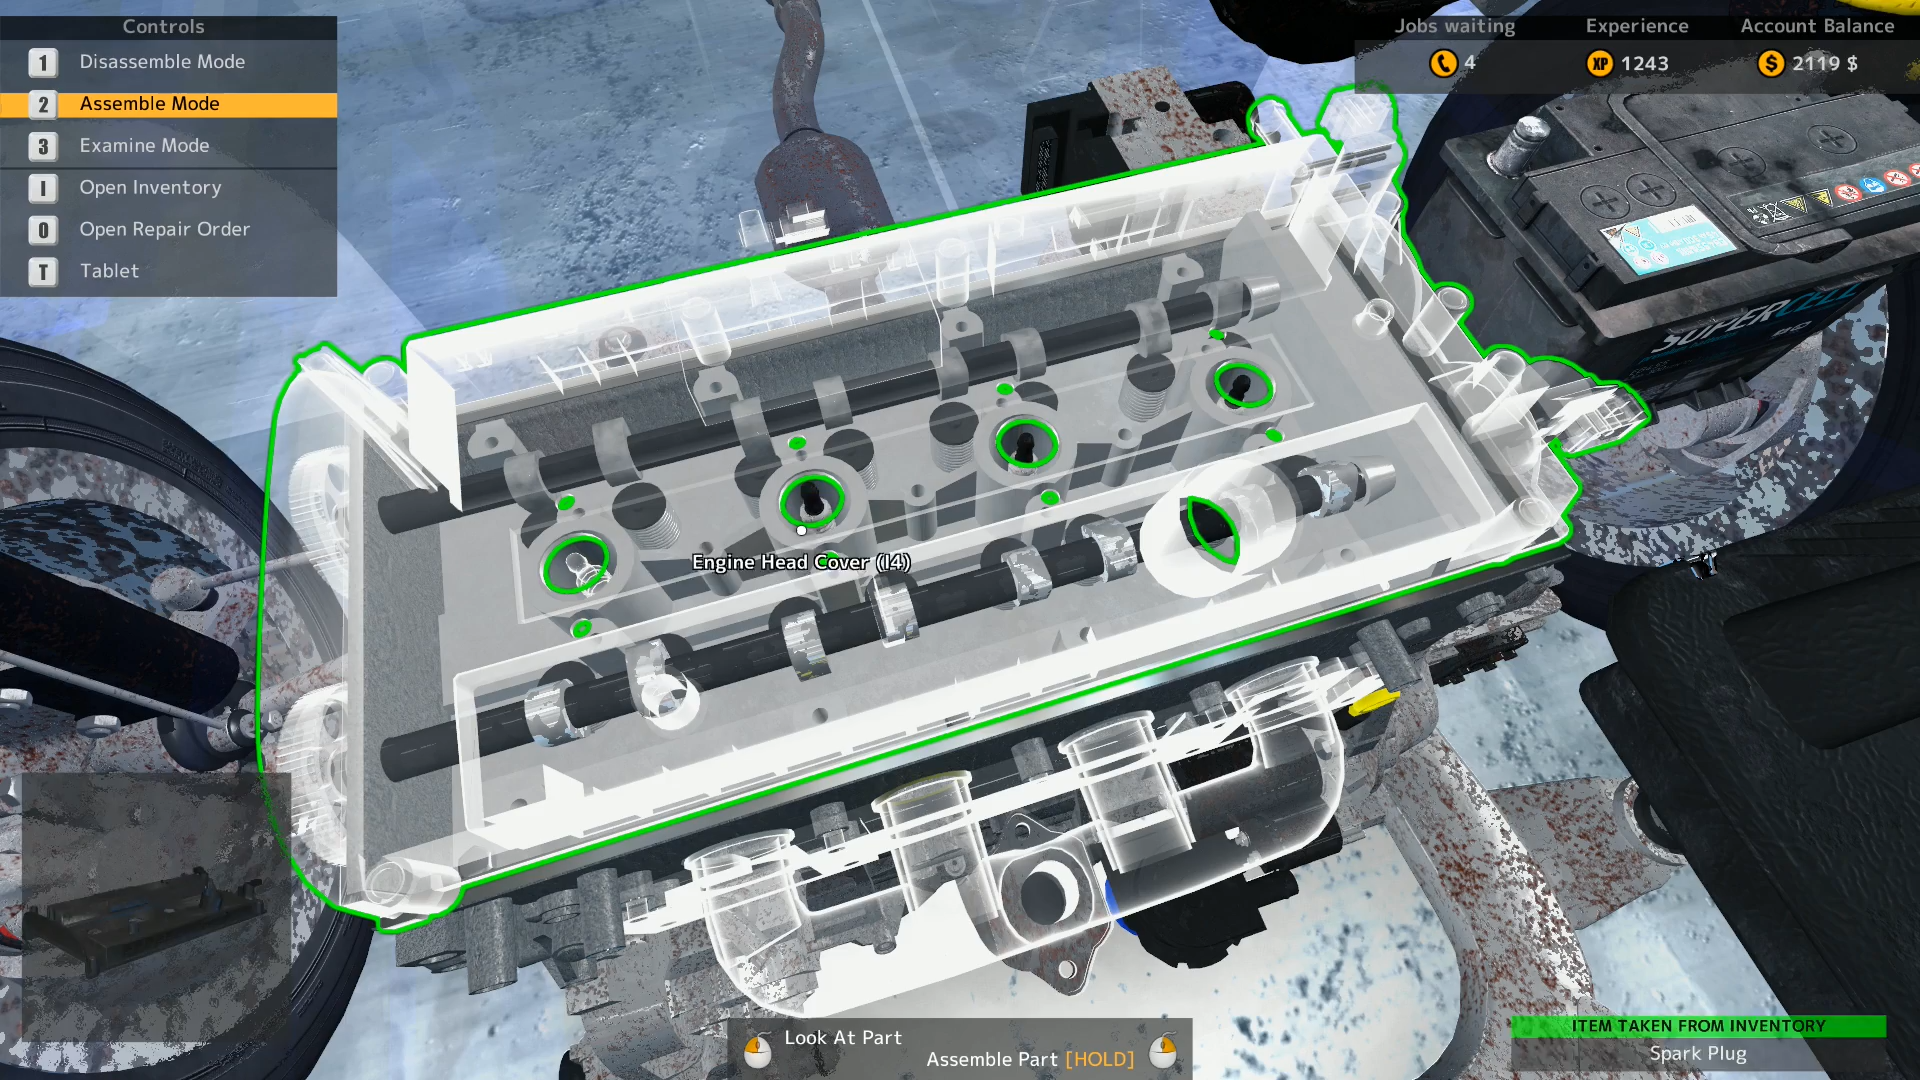 Controls
1 Disassemble Mode
2 Assemble Mode
3 Examine Mode
I Open Inventory
O Open Repair Order
T Tablet
Jobs waiting
4
Experience
XP 1243
Account Balance
$ 2119 $
SUPERCELL
Engine Head Cover (I4)
Look At Part
Assemble Part [HOLD]
ITEM TAKEN FROM INVENTORY
Spark Plug